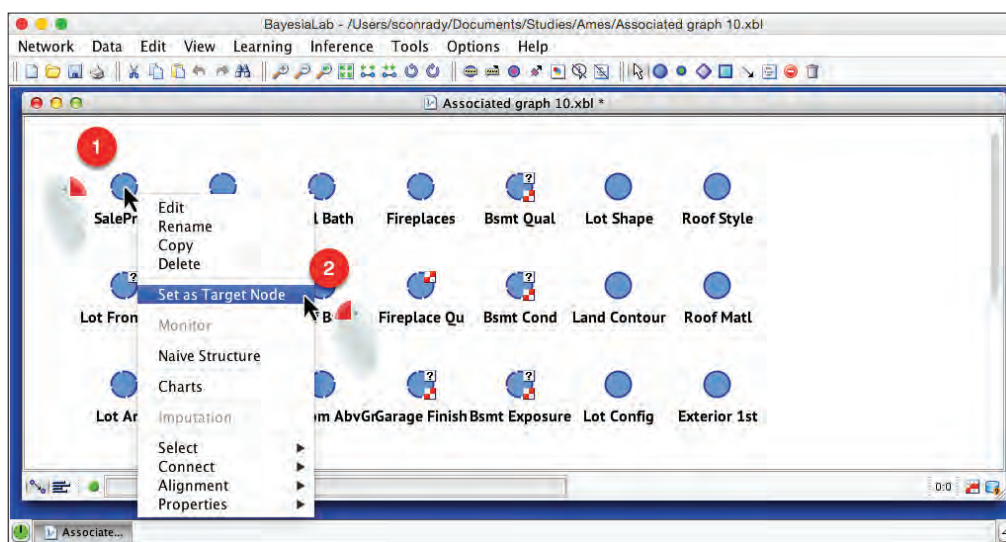 BayesiaLab - /Users/sconrady/Documents/Studies/Ames/Associated graph 10.xbl
Network Data Edit View Learning Inference Tools Options Help
Associated graph 10.xbl *
1
SalePr
l Bath
Fireplaces
Bsmt Qual
Lot Shape
Roof Style
Edit
Rename
Copy
Delete
2
Set as Target Node
Monitor
Naive Structure
Charts
Imputation
Select
Connect
Alignment
Properties
?
Lot Fron
f B
Fireplace Qu
Bsmt Cond
Land Contour
Roof Matl
Lot Ar
om AbvGr
Garage Finish
Bsmt Exposure
Lot Config
Exterior 1st
0:0
Associate...